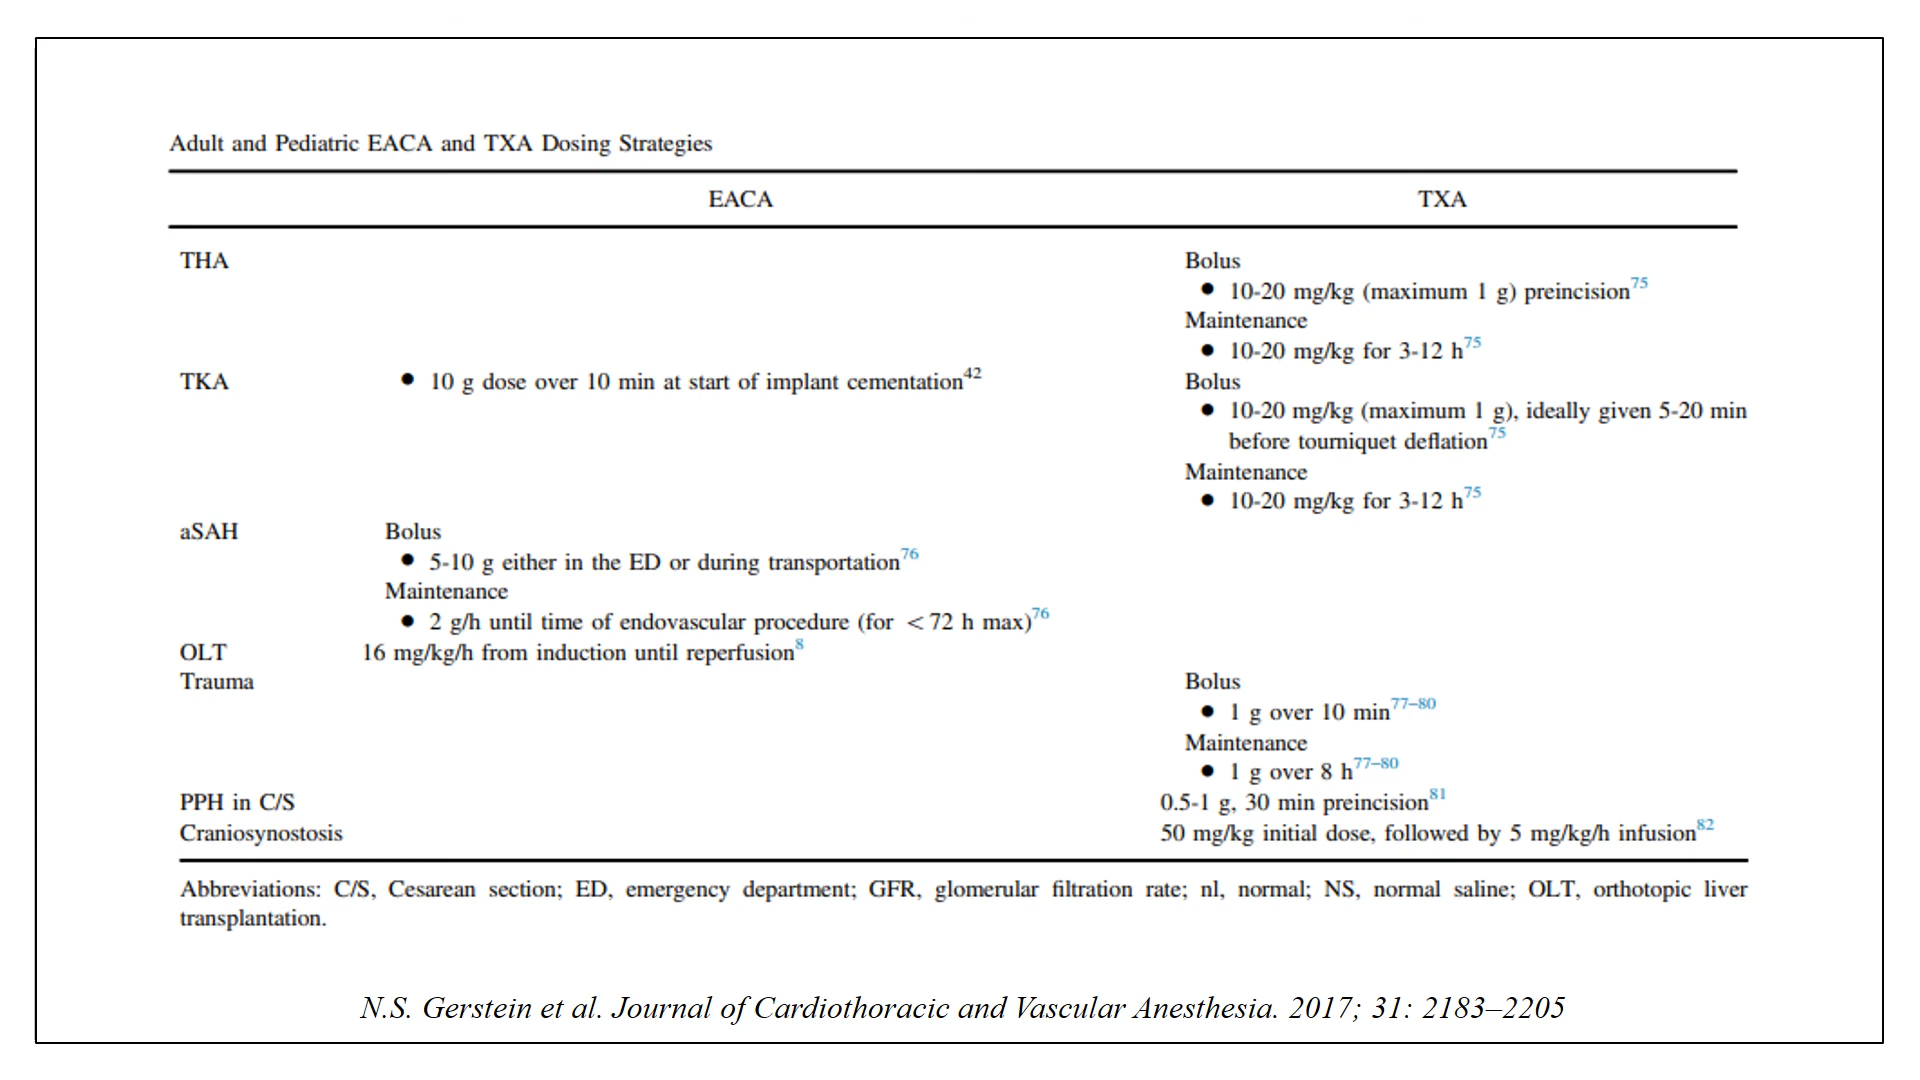 Adult and Pediatric EACA and TXA Dosing Strategies
EACA TXA
THA Bolus
● 10-20 mg/kg (maximum 1 g) preincision75
Maintenance
● 10-20 mg/kg for 3-12 h75
TKA ● 10 g dose over 10 min at start of implant cementation42 Bolus
● 10-20 mg/kg (maximum 1 g), ideally given 5-20 min
before tourniquet deflation75
Maintenance
● 10-20 mg/kg for 3-12 h75
aSAH Bolus
● 5-10 g either in the ED or during transportation76
Maintenance
● 2 g/h until time of endovascular procedure (for <72 h max)76
OLT 16 mg/kg/h from induction until reperfusion8
Trauma Bolus
● 1 g over 10 min77–80
Maintenance
● 1 g over 8 h77–80
PPH in C/S 0.5-1 g, 30 min preincision81
Craniosynostosis 50 mg/kg initial dose, followed by 5 mg/kg/h infusion82
Abbreviations: C/S, Cesarean section; ED, emergency department; GFR, glomerular filtration rate; nl, normal; NS, normal saline; OLT, orthotopic liver
transplantation.
N.S. Gerstein et al. Journal of Cardiothoracic and Vascular Anesthesia. 2017; 31: 2183–2205